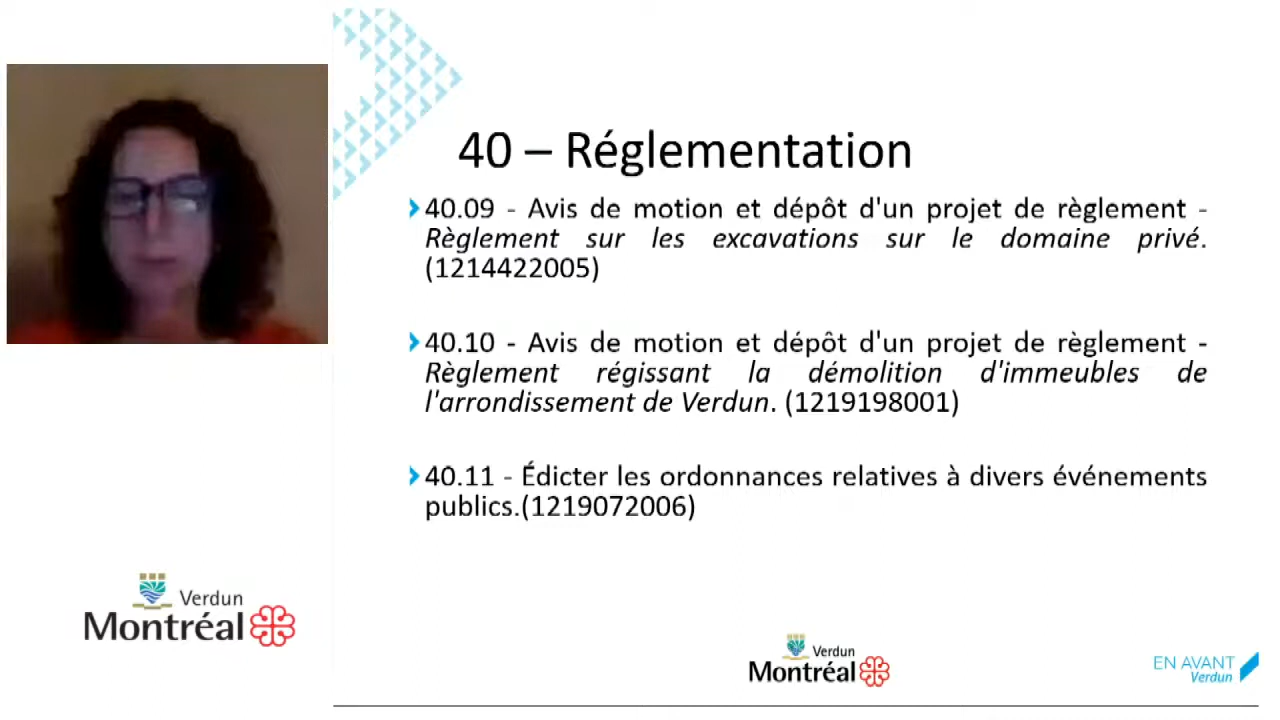 40 – Réglementation
40.09 - Avis de motion et dépôt d'un projet de règlement -
Règlement sur les excavations sur le domaine privé.
(1214422005)
40.10 - Avis de motion et dépôt d'un projet de règlement -
Règlement régissant la démolition d'immeubles de
l'arrondissement de Verdun. (1219198001)
40.11 - Édicter les ordonnances relatives à divers événements
publics.(1219072006)
Verdun
Montréal
Verdun
Montréal
EN AVANT
Verdun